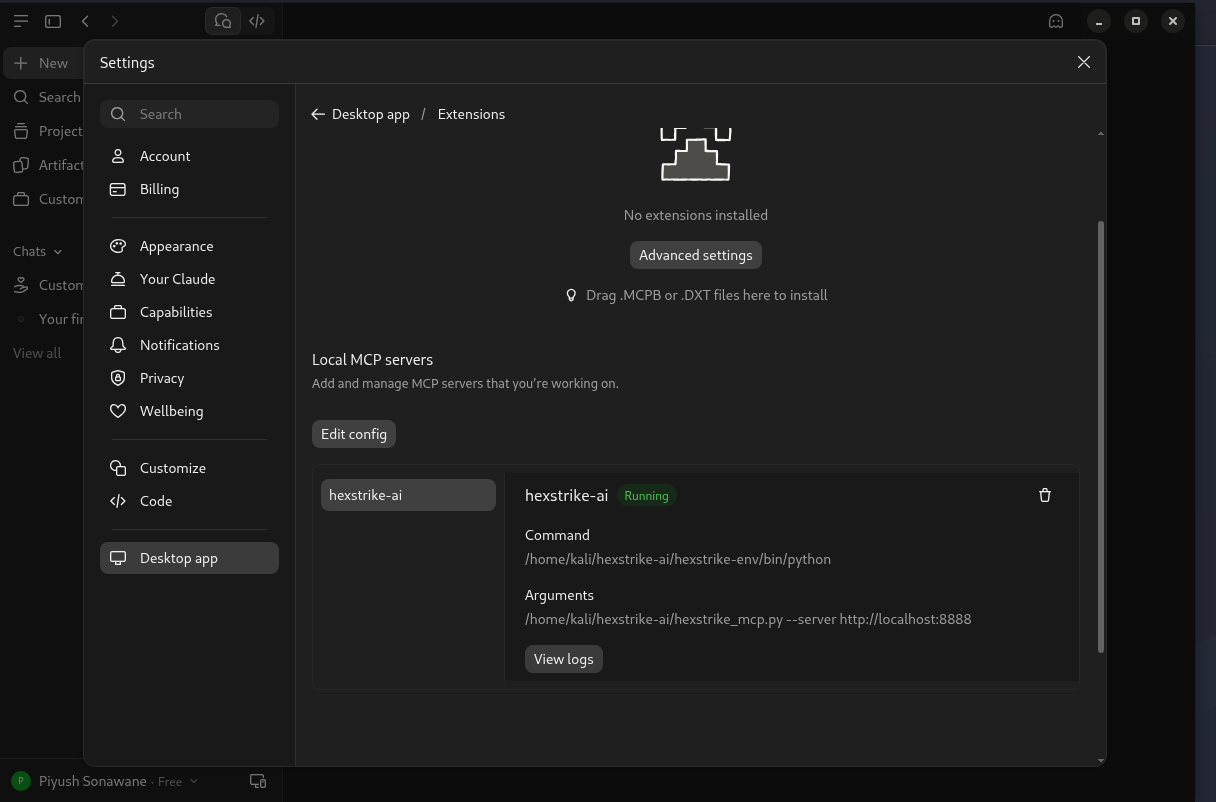 New
Search
Project
Artifact
Custom
Chats
Custom
Your fir
View all
P
Piyush Sonawane · Free
Settings
Search
Account
Billing
Appearance
Your Claude
Capabilities
Notifications
Privacy
Wellbeing
Customize
Code
Desktop app
Desktop app / Extensions
No extensions installed
Advanced settings
Drag .MCPB or .DXT files here to install
Local MCP servers
Add and manage MCP servers that you’re working on.
Edit config
hexstrike-ai
hexstrike-ai Running
Command
/home/kali/hexstrike-ai/hexstrike-env/bin/python
Arguments
/home/kali/hexstrike-ai/hexstrike_mcp.py --server http://localhost:8888
View logs